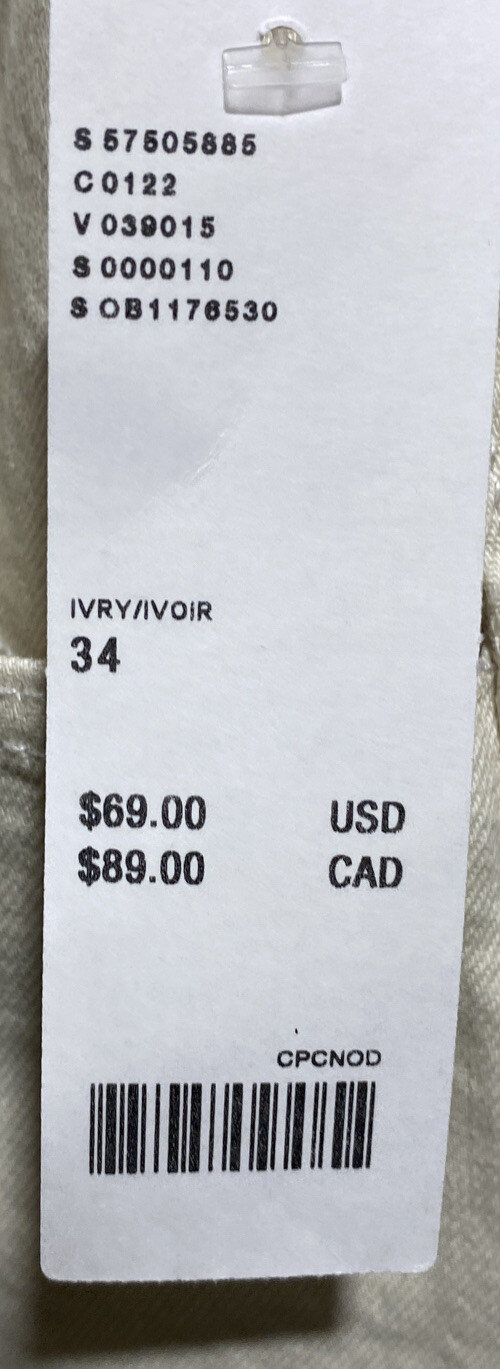 S 57505885
C 0122
V 039015
S 0000110
S OB1176530
IVRY/IVOIR
34
$69.00 USD
$89.00 CAD
CPCNOD